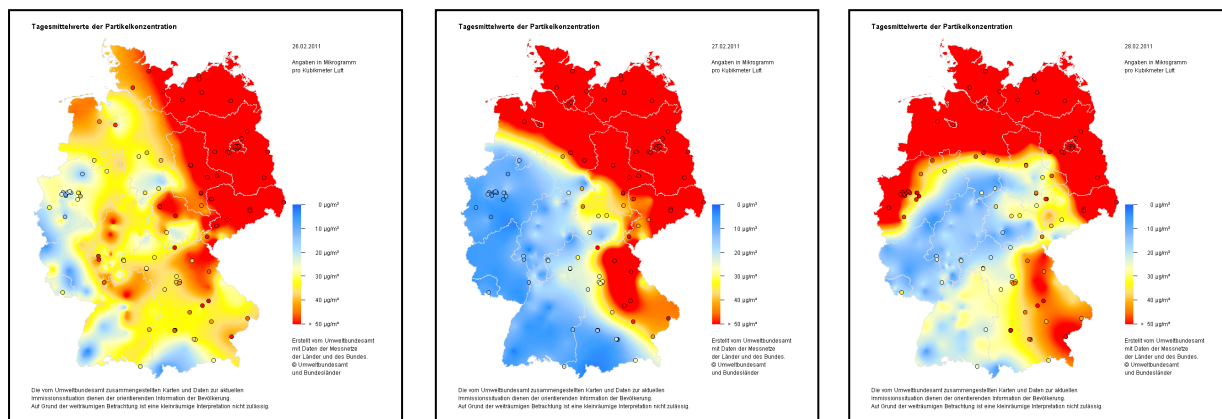 Tagesmittelwerte der Partikelkonzentration
26.02.2011
Angaben in Mikrogramm
pro Kubikmeter Luft
0 µg/m³
10 µg/m³
20 µg/m³
30 µg/m³
40 µg/m³
> 50 µg/m³
Erstellt vom Umweltbundesamt
mit Daten der Messnetze
der Länder und des Bundes.
© Umweltbundesamt
und Bundesländer
Die vom Umweltbundesamt zusammengestellten Karten und Daten zur aktuellen
Immissionssituation dienen der orientierenden Information der Bevölkerung.
Auf Grund der weiträumigen Betrachtung ist eine kleinräumige Interpretation nicht zulässig.
Tagesmittelwerte der Partikelkonzentration
27.02.2011
Angaben in Mikrogramm
pro Kubikmeter Luft
0 µg/m³
10 µg/m³
20 µg/m³
30 µg/m³
40 µg/m³
> 50 µg/m³
Erstellt vom Umweltbundesamt
mit Daten der Messnetze
der Länder und des Bundes.
© Umweltbundesamt
und Bundesländer
Die vom Umweltbundesamt zusammengestellten Karten und Daten zur aktuellen
Immissionssituation dienen der orientierenden Information der Bevölkerung.
Auf Grund der weiträumigen Betrachtung ist eine kleinräumige Interpretation nicht zulässig.
Tagesmittelwerte der Partikelkonzentration
28.02.2011
Angaben in Mikrogramm
pro Kubikmeter Luft
0 µg/m³
10 µg/m³
20 µg/m³
30 µg/m³
40 µg/m³
> 50 µg/m³
Erstellt vom Umweltbundesamt
mit Daten der Messnetze
der Länder und des Bundes.
© Umweltbundesamt
und Bundesländer
Die vom Umweltbundesamt zusammengestellten Karten und Daten zur aktuellen
Immissionssituation dienen der orientierenden Information der Bevölkerung.
Auf Grund der weiträumigen Betrachtung ist eine kleinräumige Interpretation nicht zulässig.